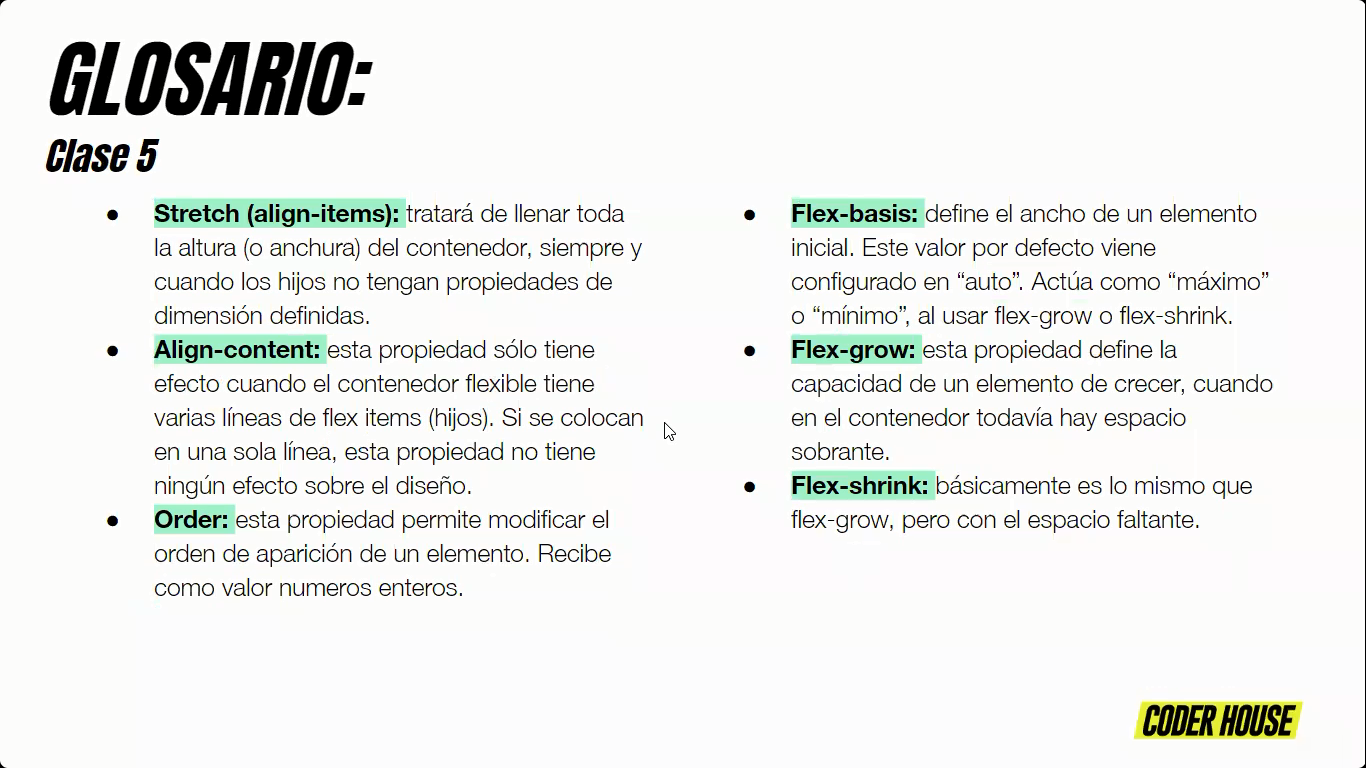 GLOSARIO:
Clase 5
● Stretch (align-items): tratará de llenar toda
la altura (o anchura) del contenedor, siempre y
cuando los hijos no tengan propiedades de
dimensión definidas.
● Align-content: esta propiedad sólo tiene
efecto cuando el contenedor flexible tiene
varias líneas de flex items (hijos). Si se colocan
en una sola línea, esta propiedad no tiene
ningún efecto sobre el diseño.
● Order: esta propiedad permite modificar el
orden de aparición de un elemento. Recibe
como valor numeros enteros.
● Flex-basis: define el ancho de un elemento
inicial. Este valor por defecto viene
configurado en “auto”. Actúa como “máximo”
o “mínimo”, al usar flex-grow o flex-shrink.
● Flex-grow: esta propiedad define la
capacidad de un elemento de crecer, cuando
en el contenedor todavía hay espacio
sobrante.
● Flex-shrink: básicamente es lo mismo que
flex-grow, pero con el espacio faltante.
CODER HOUSE